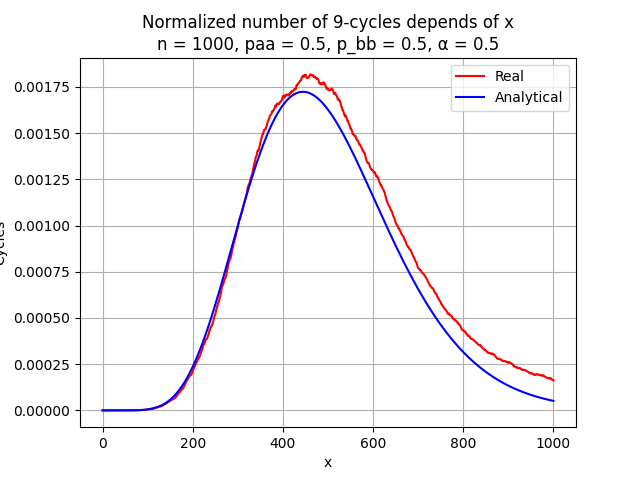 Normalized number of 9-cycles depends of x
n = 1000, paa = 0.5, p_bb = 0.5, α = 0.5
Real
Analytical
0.00175
0.00150
0.00125
0.00100
0.00075
0.00050
0.00025
0.00000
Cycles
0 200 400 600 800 1000
x